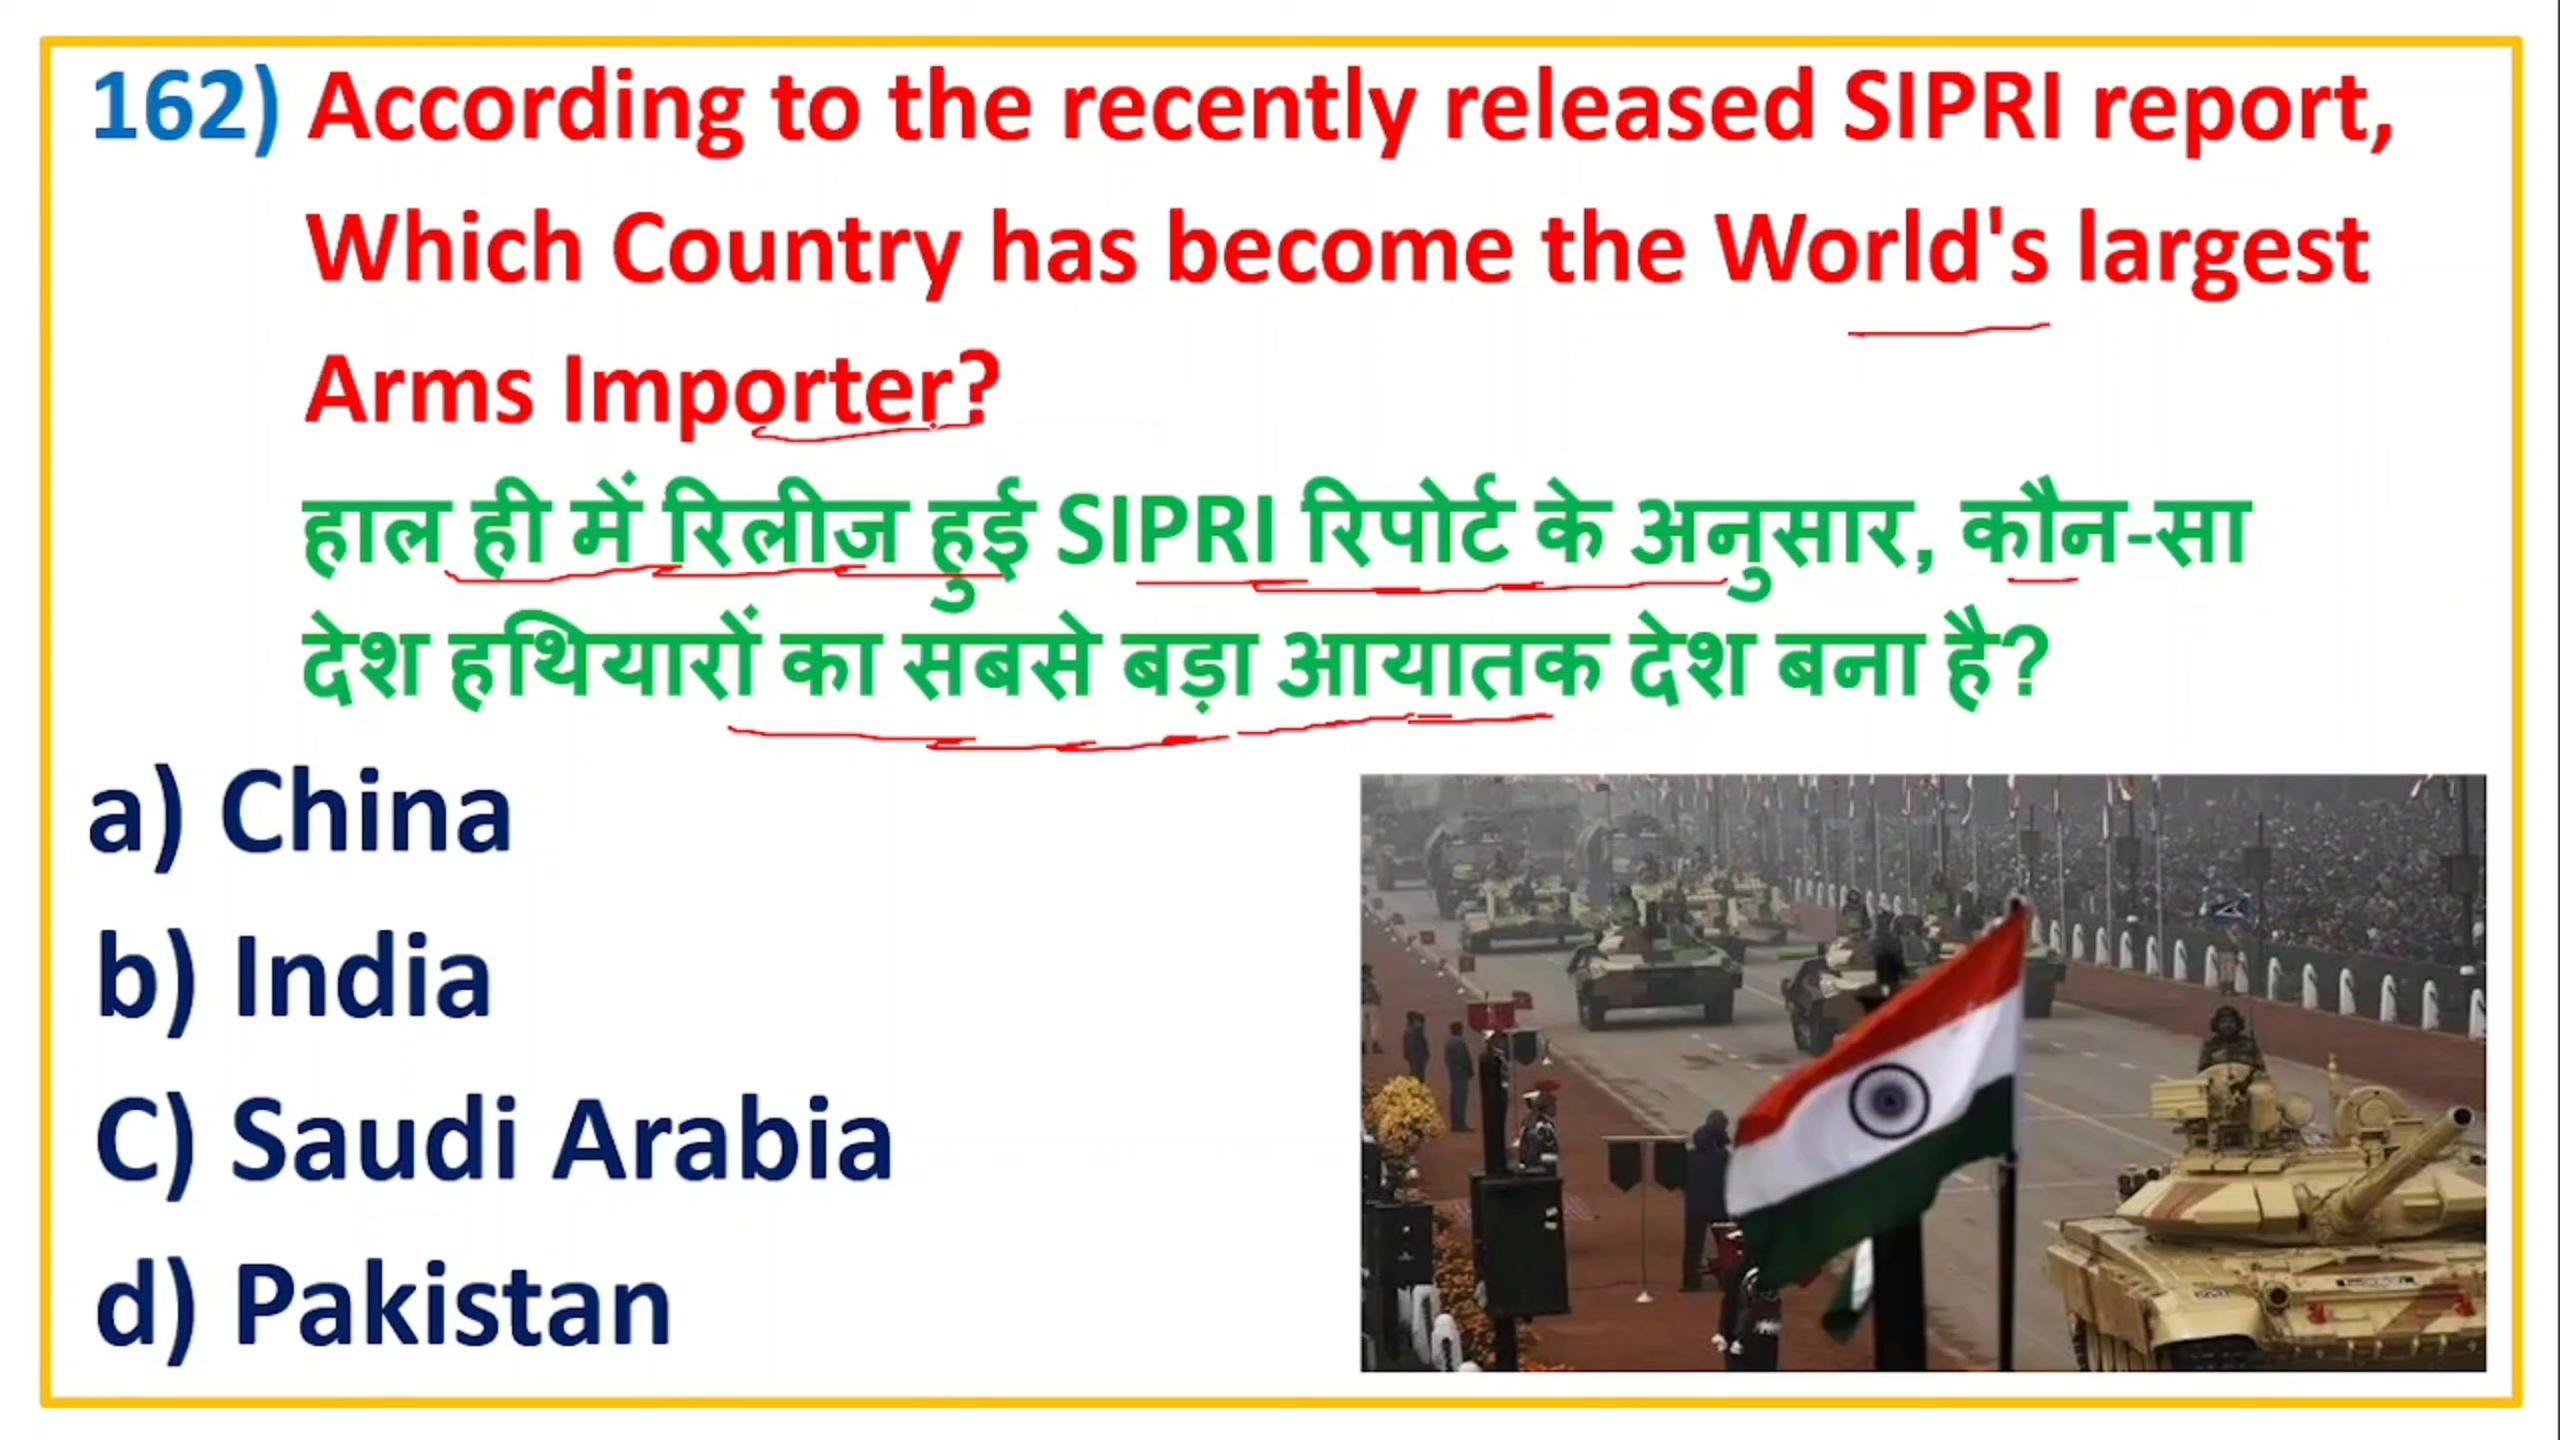 162) According to the recently released SIPRI report,
Which Country has become the World's largest
Arms Importer?
हाल ही में रिलीज हुई SIPRI रिपोर्ट के अनुसार, कौन-सा
देश हथियारों का सबसे बड़ा आयातक देश बना है?
a) China
b) India
C) Saudi Arabia
d) Pakistan